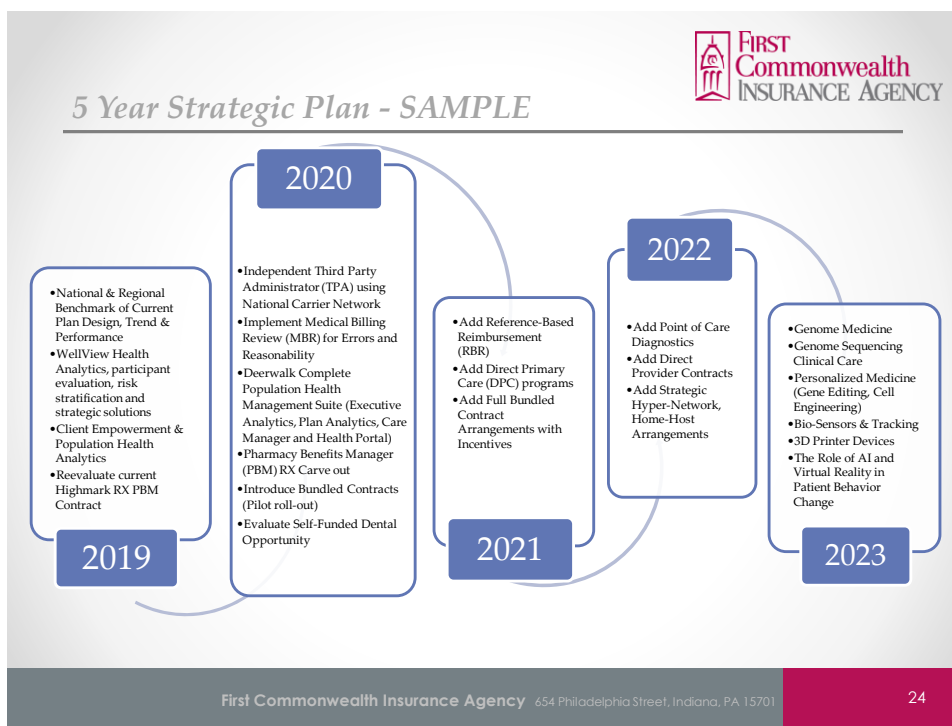 FIRST
Commonwealth
INSURANCE AGENCY
5 Year Strategic Plan - SAMPLE
2019
•National & Regional
Benchmark of Current
Plan Design, Trend &
Performance
•WellView Health
Analytics, participant
evaluation, risk
stratification and
strategic solutions
•Client Empowerment &
Population Health
Analytics
•Reevaluate current
Highmark RX PBM
Contract
2020
•Independent Third Party
Administrator (TPA) using
National Carrier Network
•Implement Medical Billing
Review (MBR) for Errors and
Reasonability
•Deerwalk Complete
Population Health
Management Suite (Executive
Analytics, Plan Analytics, Care
Manager and Health Portal)
•Pharmacy Benefits Manager
(PBM) RX Carve out
•Introduce Bundled Contracts
(Pilot roll-out)
•Evaluate Self-Funded Dental
Opportunity
2021
•Add Reference-Based
Reimbursement
(RBR)
•Add Direct Primary
Care (DPC) programs
•Add Full Bundled
Contract
Arrangements with
Incentives
2022
•Add Point of Care
Diagnostics
•Add Direct
Provider Contracts
•Add Strategic
Hyper-Network,
Home-Host
Arrangements
2023
•Genome Medicine
•Genome Sequencing
Clinical Care
•Personalized Medicine
(Gene Editing, Cell
Engineering)
•Bio-Sensors & Tracking
•3D Printer Devices
•The Role of AI and
Virtual Reality in
Patient Behavior
Change
First Commonwealth Insurance Agency 654 Philadelphia Street, Indiana, PA 15701
24